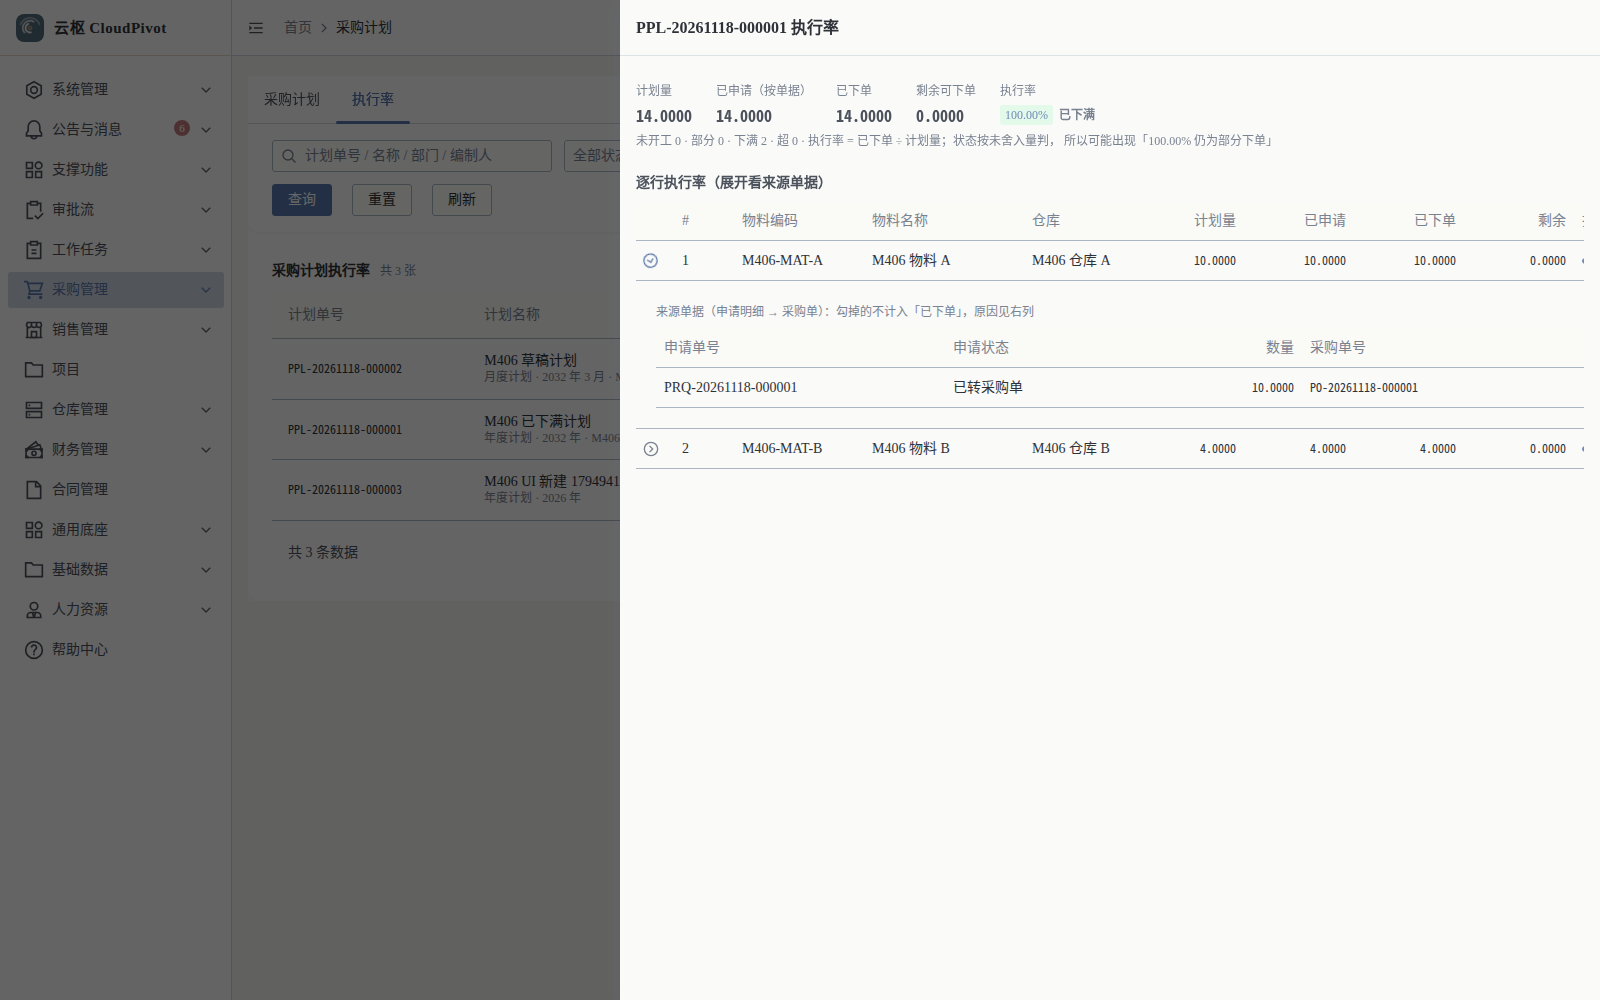 云枢 CloudPivot
系统管理
公告与消息 6
支撑功能
审批流
工作任务
采购管理
销售管理
项目
仓库管理
财务管理
合同管理
通用底座
基础数据
人力资源
帮助中心
首页 > 采购计划
采购计划 执行率
计划单号 / 名称 / 部门 / 编制人 全部状
查询 重置 刷新
采购计划执行率 共 3 张
计划单号 计划名称
PPL-20261118-000002 M406 草稿计划
月度计划 · 2032 年 3 月 ·
PPL-20261118-000001 M406 已下满计划
年度计划 · 2032 年 · M406
PPL-20261118-000003 M406 UI 新建 1794941
年度计划 · 2026 年
共 3 条数据
PPL-20261118-000001 执行率
计划量 已申请（按单据） 已下单 剩余可下单 执行率
14.0000 14.0000 14.0000 0.0000 100.00% 已下满
未开工 0 · 部分 0 · 下满 2 · 超 0 · 执行率 = 已下单 ÷ 计划量；状态按未舍入量判， 所以可能出现「100.00% 仍为部分下单」
逐行执行率（展开看来源单据）
# 物料编码 物料名称 仓库 计划量 已申请 已下单 剩余
1 M406-MAT-A M406 物料 A M406 仓库 A 10.0000 10.0000 10.0000 0.0000
来源单据（申请明细 → 采购单）：勾掉的不计入「已下单」，原因见右列
申请单号 申请状态 数量 采购单号
PRQ-20261118-000001 已转采购单 10.0000 PO-20261118-000001
2 M406-MAT-B M406 物料 B M406 仓库 B 4.0000 4.0000 4.0000 0.0000